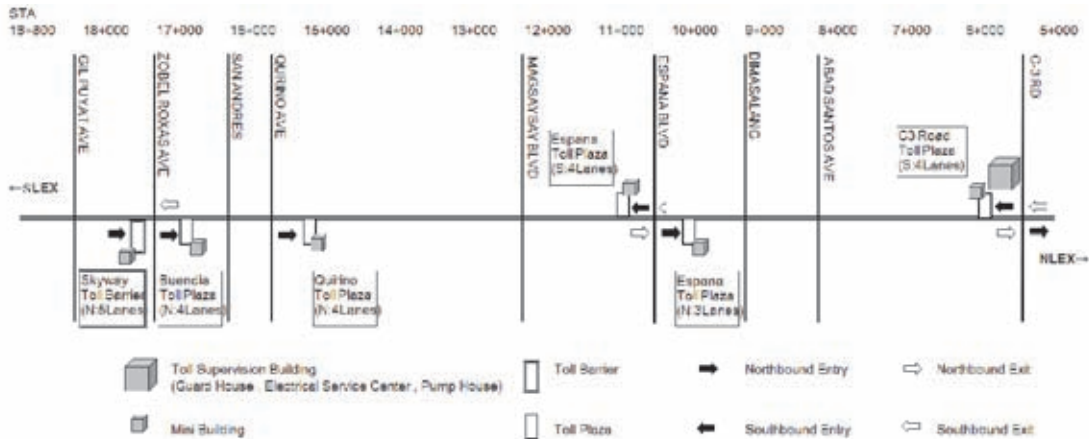 STA
18+800 18+000 17+000 15+000 15+000 14+000 13+000 12+000 11+000 10+000 9+000 8+000 7+000 6+000 5+000
GIL PUYAT AVE
ZOBEL ROXAS AVE
SAN ANDRES
QUIRINO AVE
MAGSAYSAY BLVD
ESPANA BLVD
DIMASALANG
ABAD SANTOS AVE
C-3 RD
Espana
Toll Plaza
(S:4Lanes)
C3 Road
Toll Plaza
(S:4Lanes)
←SLEX
NLEX→
Skyway
Toll Barrier
(N:5Lanes)
Buendia
Toll Plaza
(N:4Lanes)
Quirino
Toll Plaza
(N:4Lanes)
Espana
Toll Plaza
(N:3Lanes)
Toll Supervision Building
(Guard House , Electrical Service Center , Pump House)
Toll Barrier
Northbound Entry
Northbound Exit
Mini Building
Toll Plaza
Southbound Entry
Southbound Exit